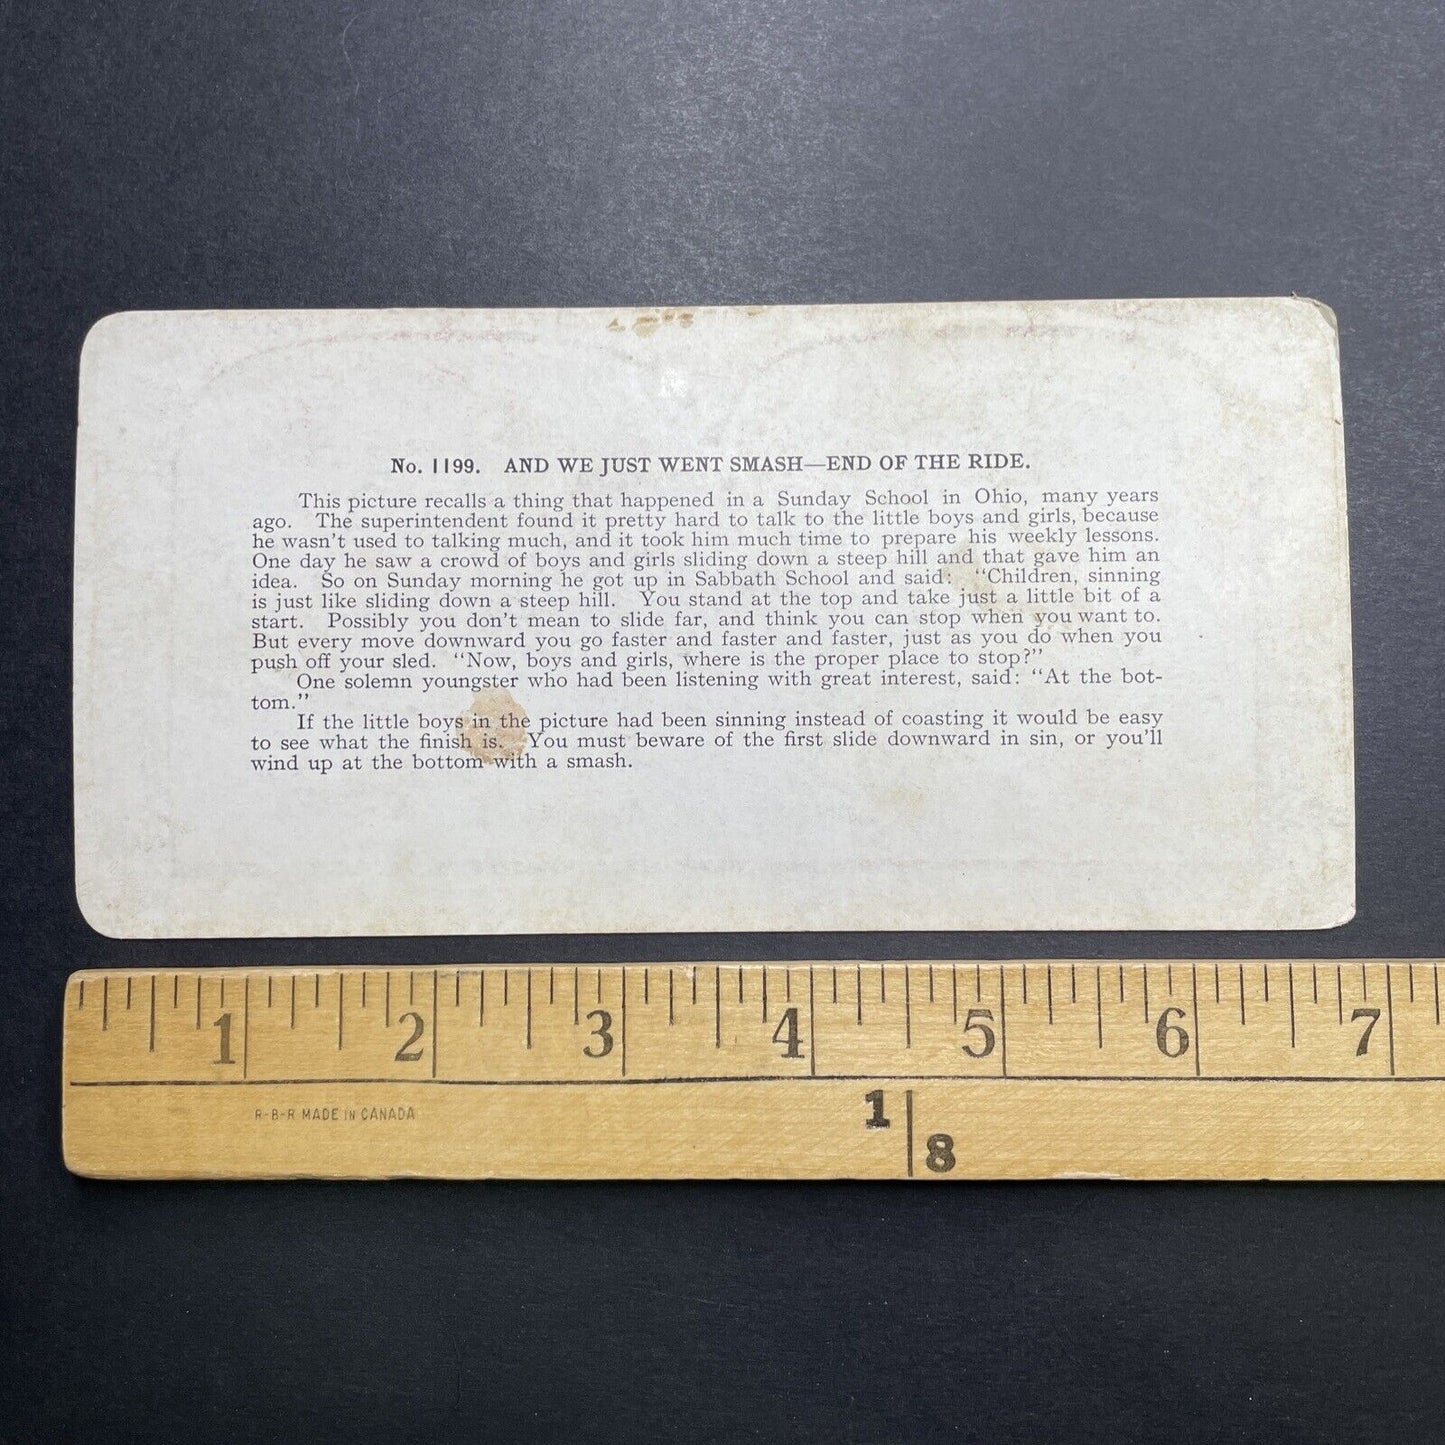 No. 1199. AND WE JUST WENT SMASH—END OF THE RIDE.
This picture recalls a thing that happened in a Sunday School in Ohio, many years
ago. The superintendent found it pretty hard to talk to the little boys and girls, because
he wasn't used to talking much, and it took him much time to prepare his weekly lessons.
One day he saw a crowd of boys and girls sliding down a steep hill and that gave him an
idea. So on Sunday morning he got up in Sabbath School and said: "Children, sinning
is just like sliding down a steep hill. You stand at the top and take just a little bit of a
start. Possibly you don't mean to slide far, and think you can stop when you want to.
But every move downward you go faster and faster and faster, just as you do when you
push off your sled. "Now, boys and girls, where is the proper place to stop?"
One solemn youngster who had been listening with great interest, said: "At the bot-
tom."
If the little boys in the picture had been sinning instead of coasting it would be easy
to see what the finish is. You must beware of the first slide downward in sin, or you'll
wind up at the bottom with a smash.
1 2 3 4 5 6 7
R-B-R MADE IN CANADA
1
8